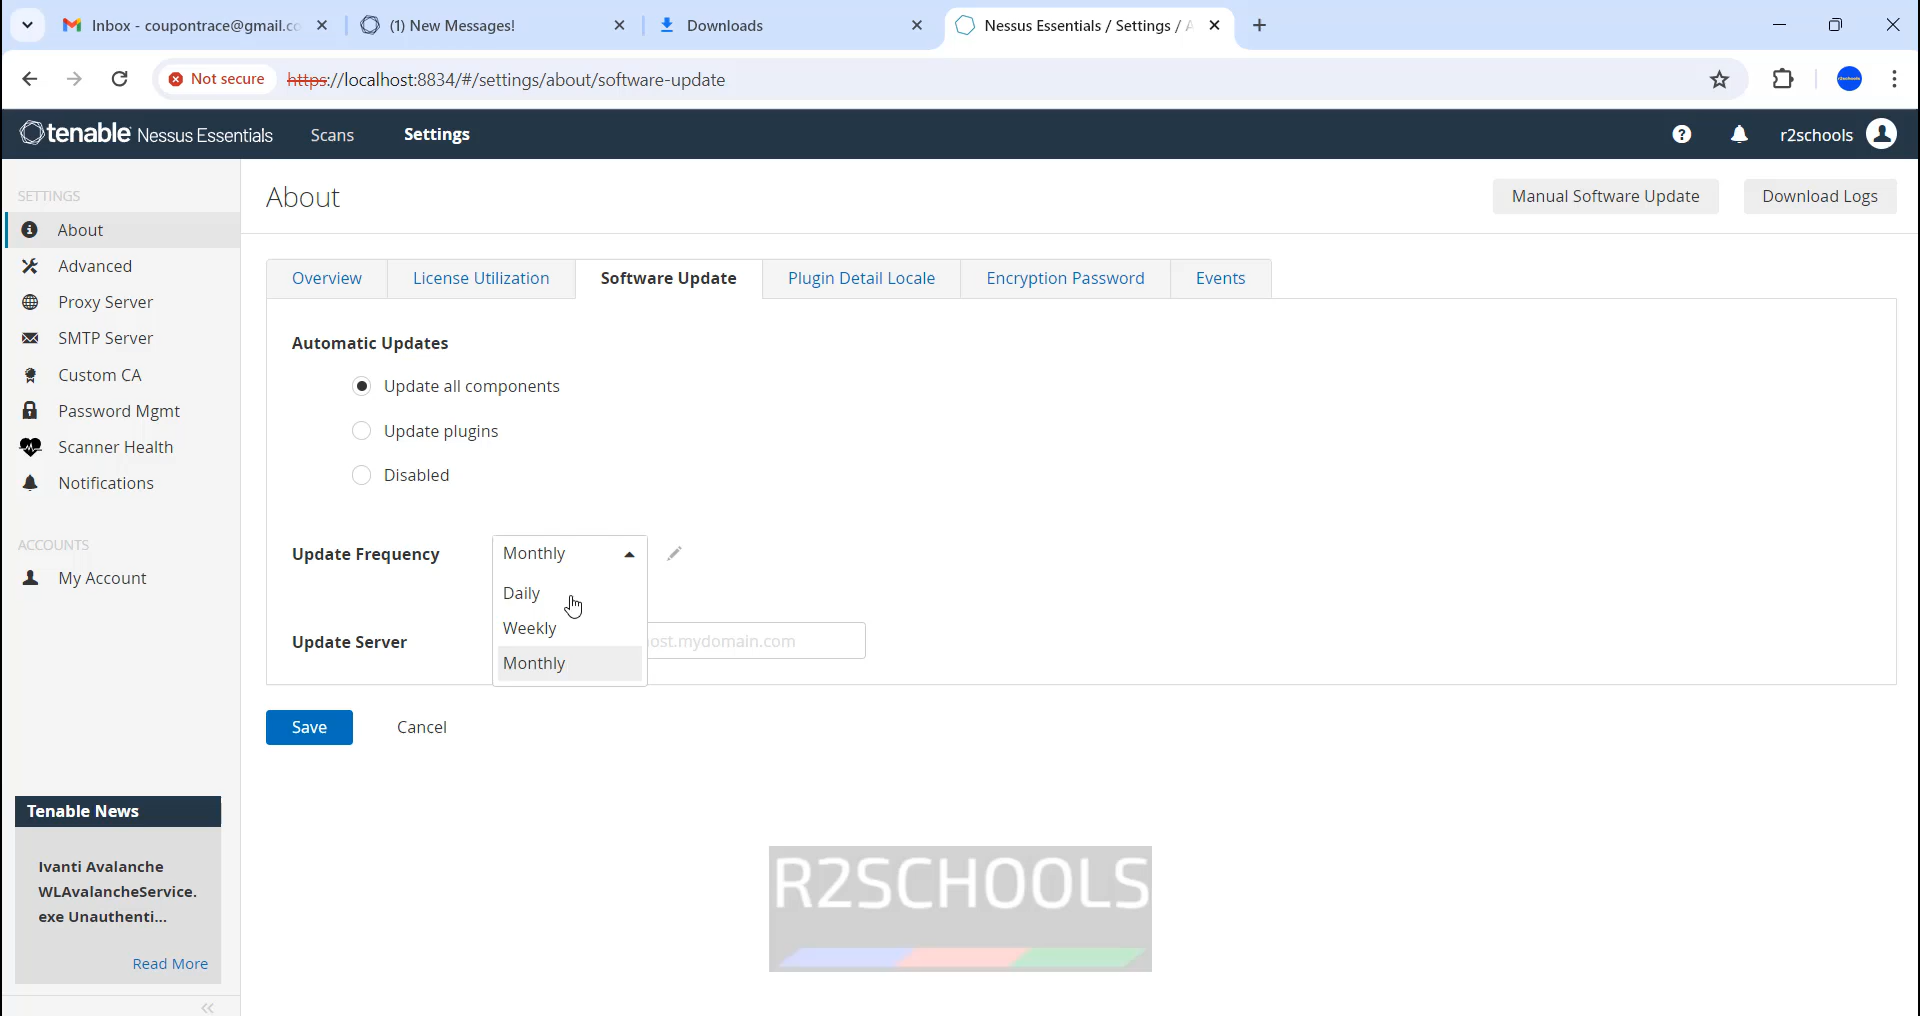 Inbox - coupontrace@gmail.co
(1) New Messages!
Downloads
Nessus Essentials / Settings / A
Not secure
https://localhost:8834/#/settings/about/software-update
tenable Nessus Essentials
Scans
Settings
r2schools
SETTINGS
About
Advanced
Proxy Server
SMTP Server
Custom CA
Password Mgmt
Scanner Health
Notifications
ACCOUNTS
My Account
Tenable News
Ivanti Avalanche
WLAvalancheService.
exe Unauthenti...
Read More
About
Manual Software Update
Download Logs
Overview
License Utilization
Software Update
Plugin Detail Locale
Encryption Password
Events
Automatic Updates
Update all components
Update plugins
Disabled
Update Frequency
Monthly
Daily
Weekly
Monthly
Update Server
ost.mydomain.com
Save
Cancel
R2SCHOOLS